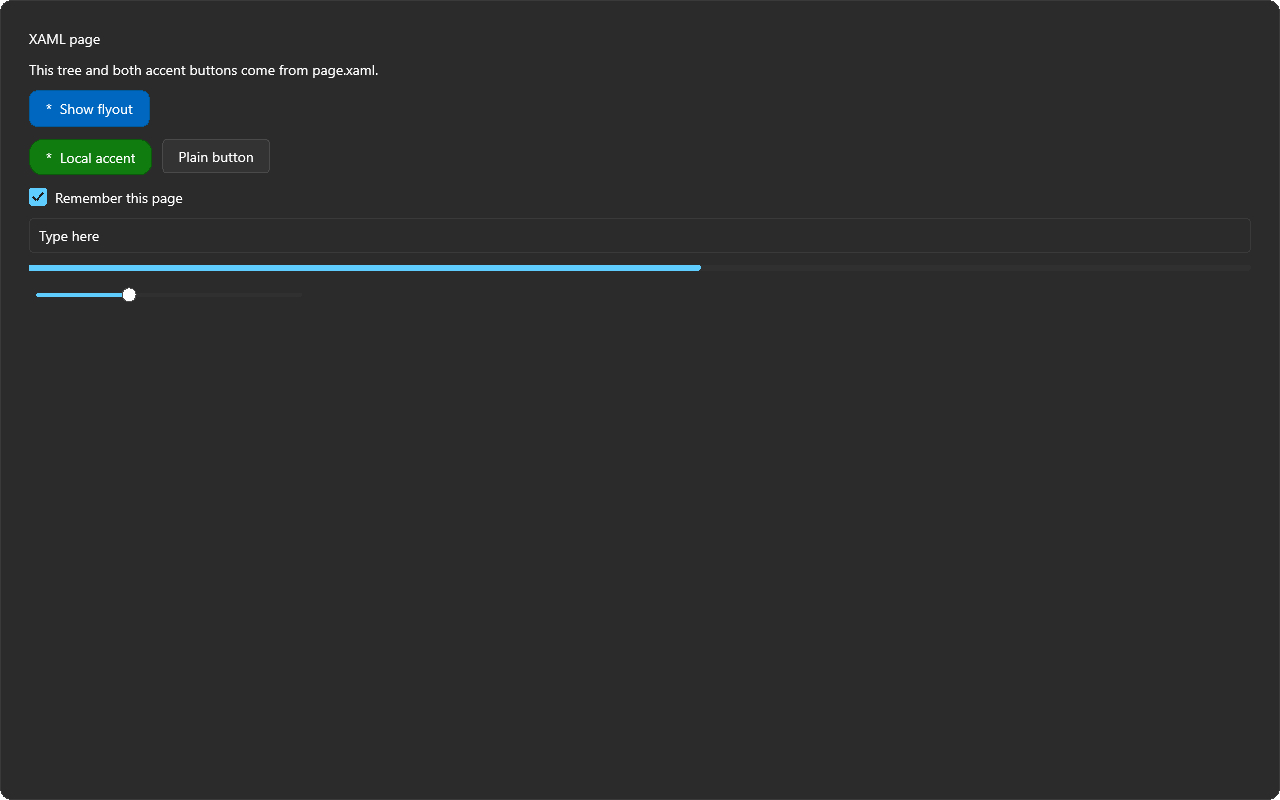 XAML page
This tree and both accent buttons come from page.xaml.
* Show flyout
* Local accent
Plain button
Remember this page
Type here